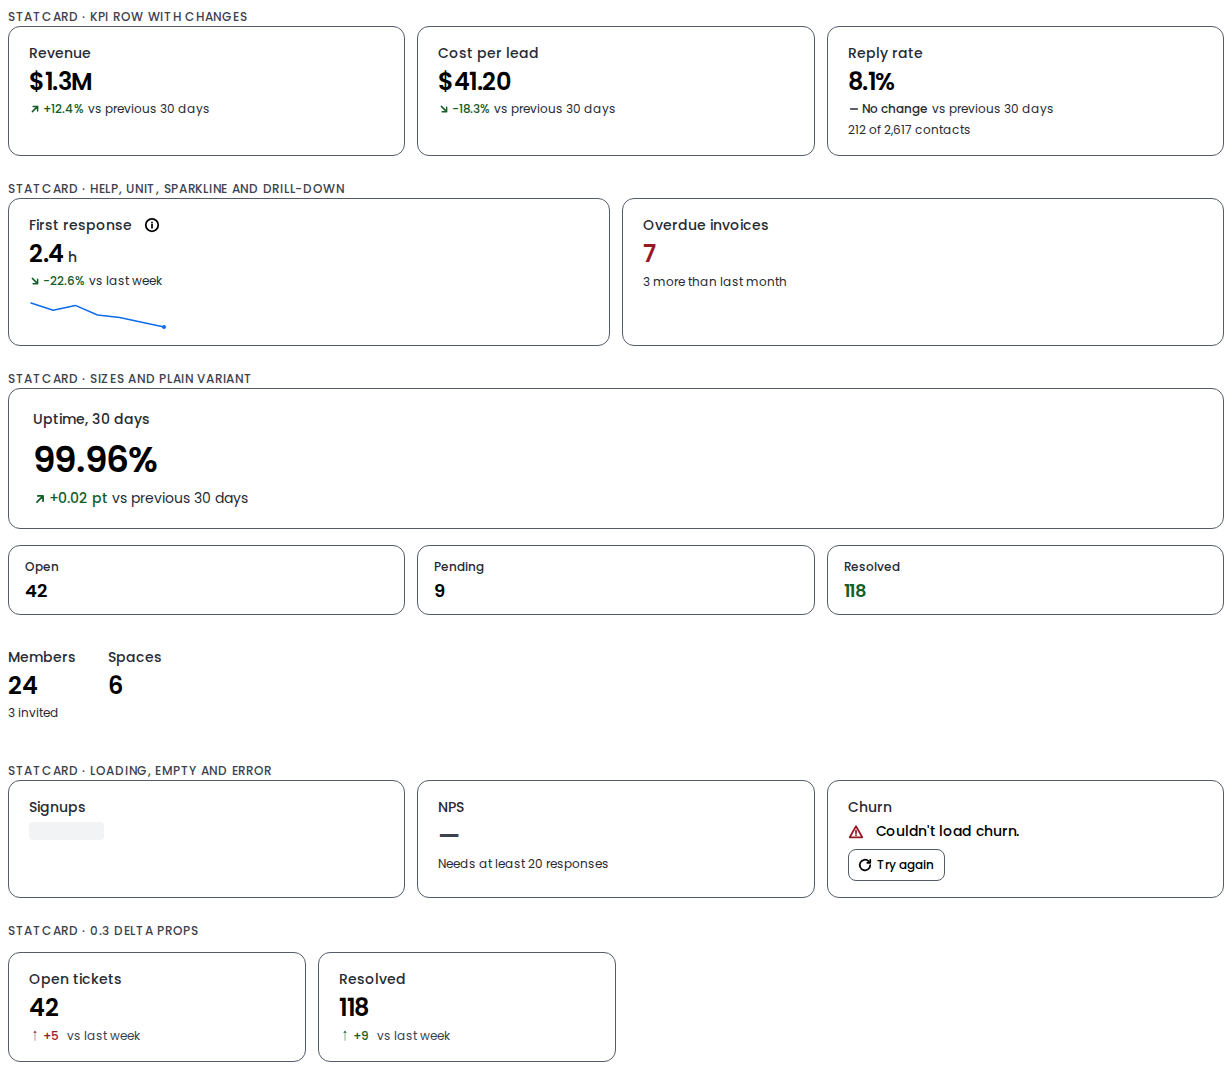 STATCARD · KPI ROW WITH CHANGES
Revenue
$1.3M
+12.4% vs previous 30 days
Cost per lead
$41.20
-18.3% vs previous 30 days
Reply rate
8.1%
No change vs previous 30 days
212 of 2,617 contacts
STATCARD · HELP, UNIT, SPARKLINE AND DRILL-DOWN
First response
2.4 h
-22.6% vs last week
Overdue invoices
7
3 more than last month
STATCARD · SIZES AND PLAIN VARIANT
Uptime, 30 days
99.96%
+0.02 pt vs previous 30 days
Open
42
Pending
9
Resolved
118
Members
24
3 invited
Spaces
6
STATCARD · LOADING, EMPTY AND ERROR
Signups
NPS
—
Needs at least 20 responses
Churn
Couldn't load churn.
Try again
STATCARD · 0.3 DELTA PROPS
Open tickets
42
↑ +5 vs last week
Resolved
118
↑ +9 vs last week